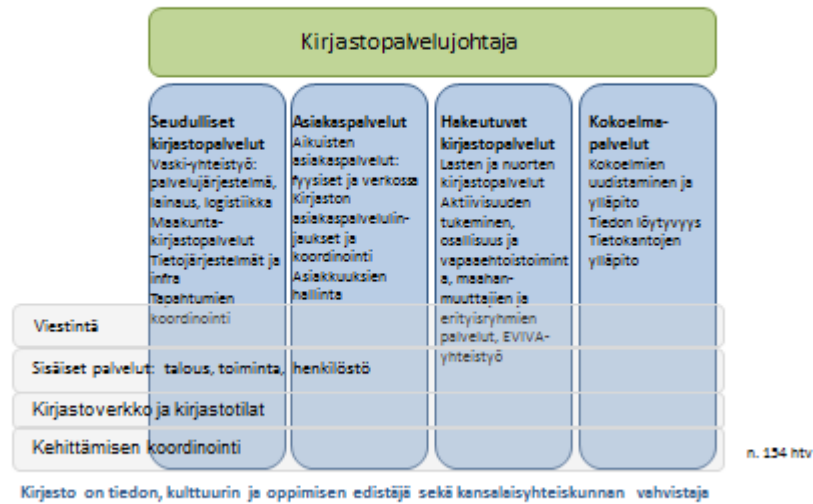 Kirjastopalvelujohtaja
Seudulliset
kirjastopalvelut
Vaski-yhteistyö:
palvelujärjestelmä,
lainaus, logistiikka
Maakunta-
kirjastopalvelut
Tietojärjestelmät ja
infra
Tapahtumien
koordinointi
Asiakaspalvelut
Aikuisten
asiakaspalvelut:
fyysiset ja verkossa
Kirjaston
asiakaspalvelulin-
jaukset ja
koordinointi
Asiakkuuksien
hallinta
Hakeutuvat
kirjastopalvelut
Lasten ja nuorten
kirjastopalvelut
Aktiivisuuden
tukeminen,
osallisuus ja
vapaaehtoistoimint
a, maahan-
muuttajien ja
erityisryhmien
palvelut, EVIVA-
yhteistyö
Kokoelma-
palvelut
Kokoelmien
uudistaminen ja
ylläpito
Tiedon löytyvyys
Tietokantojen
ylläpito
Viestintä
Sisäiset palvelut: talous, toiminta, henkilöstö
Kirjastoverkko ja kirjastotilat
Kehittämisen koordinointi
n. 154 htv
Kirjasto on tiedon, kulttuurin ja oppimisen edistäjä sekä kansalaisyhteiskunnan vahvistaja